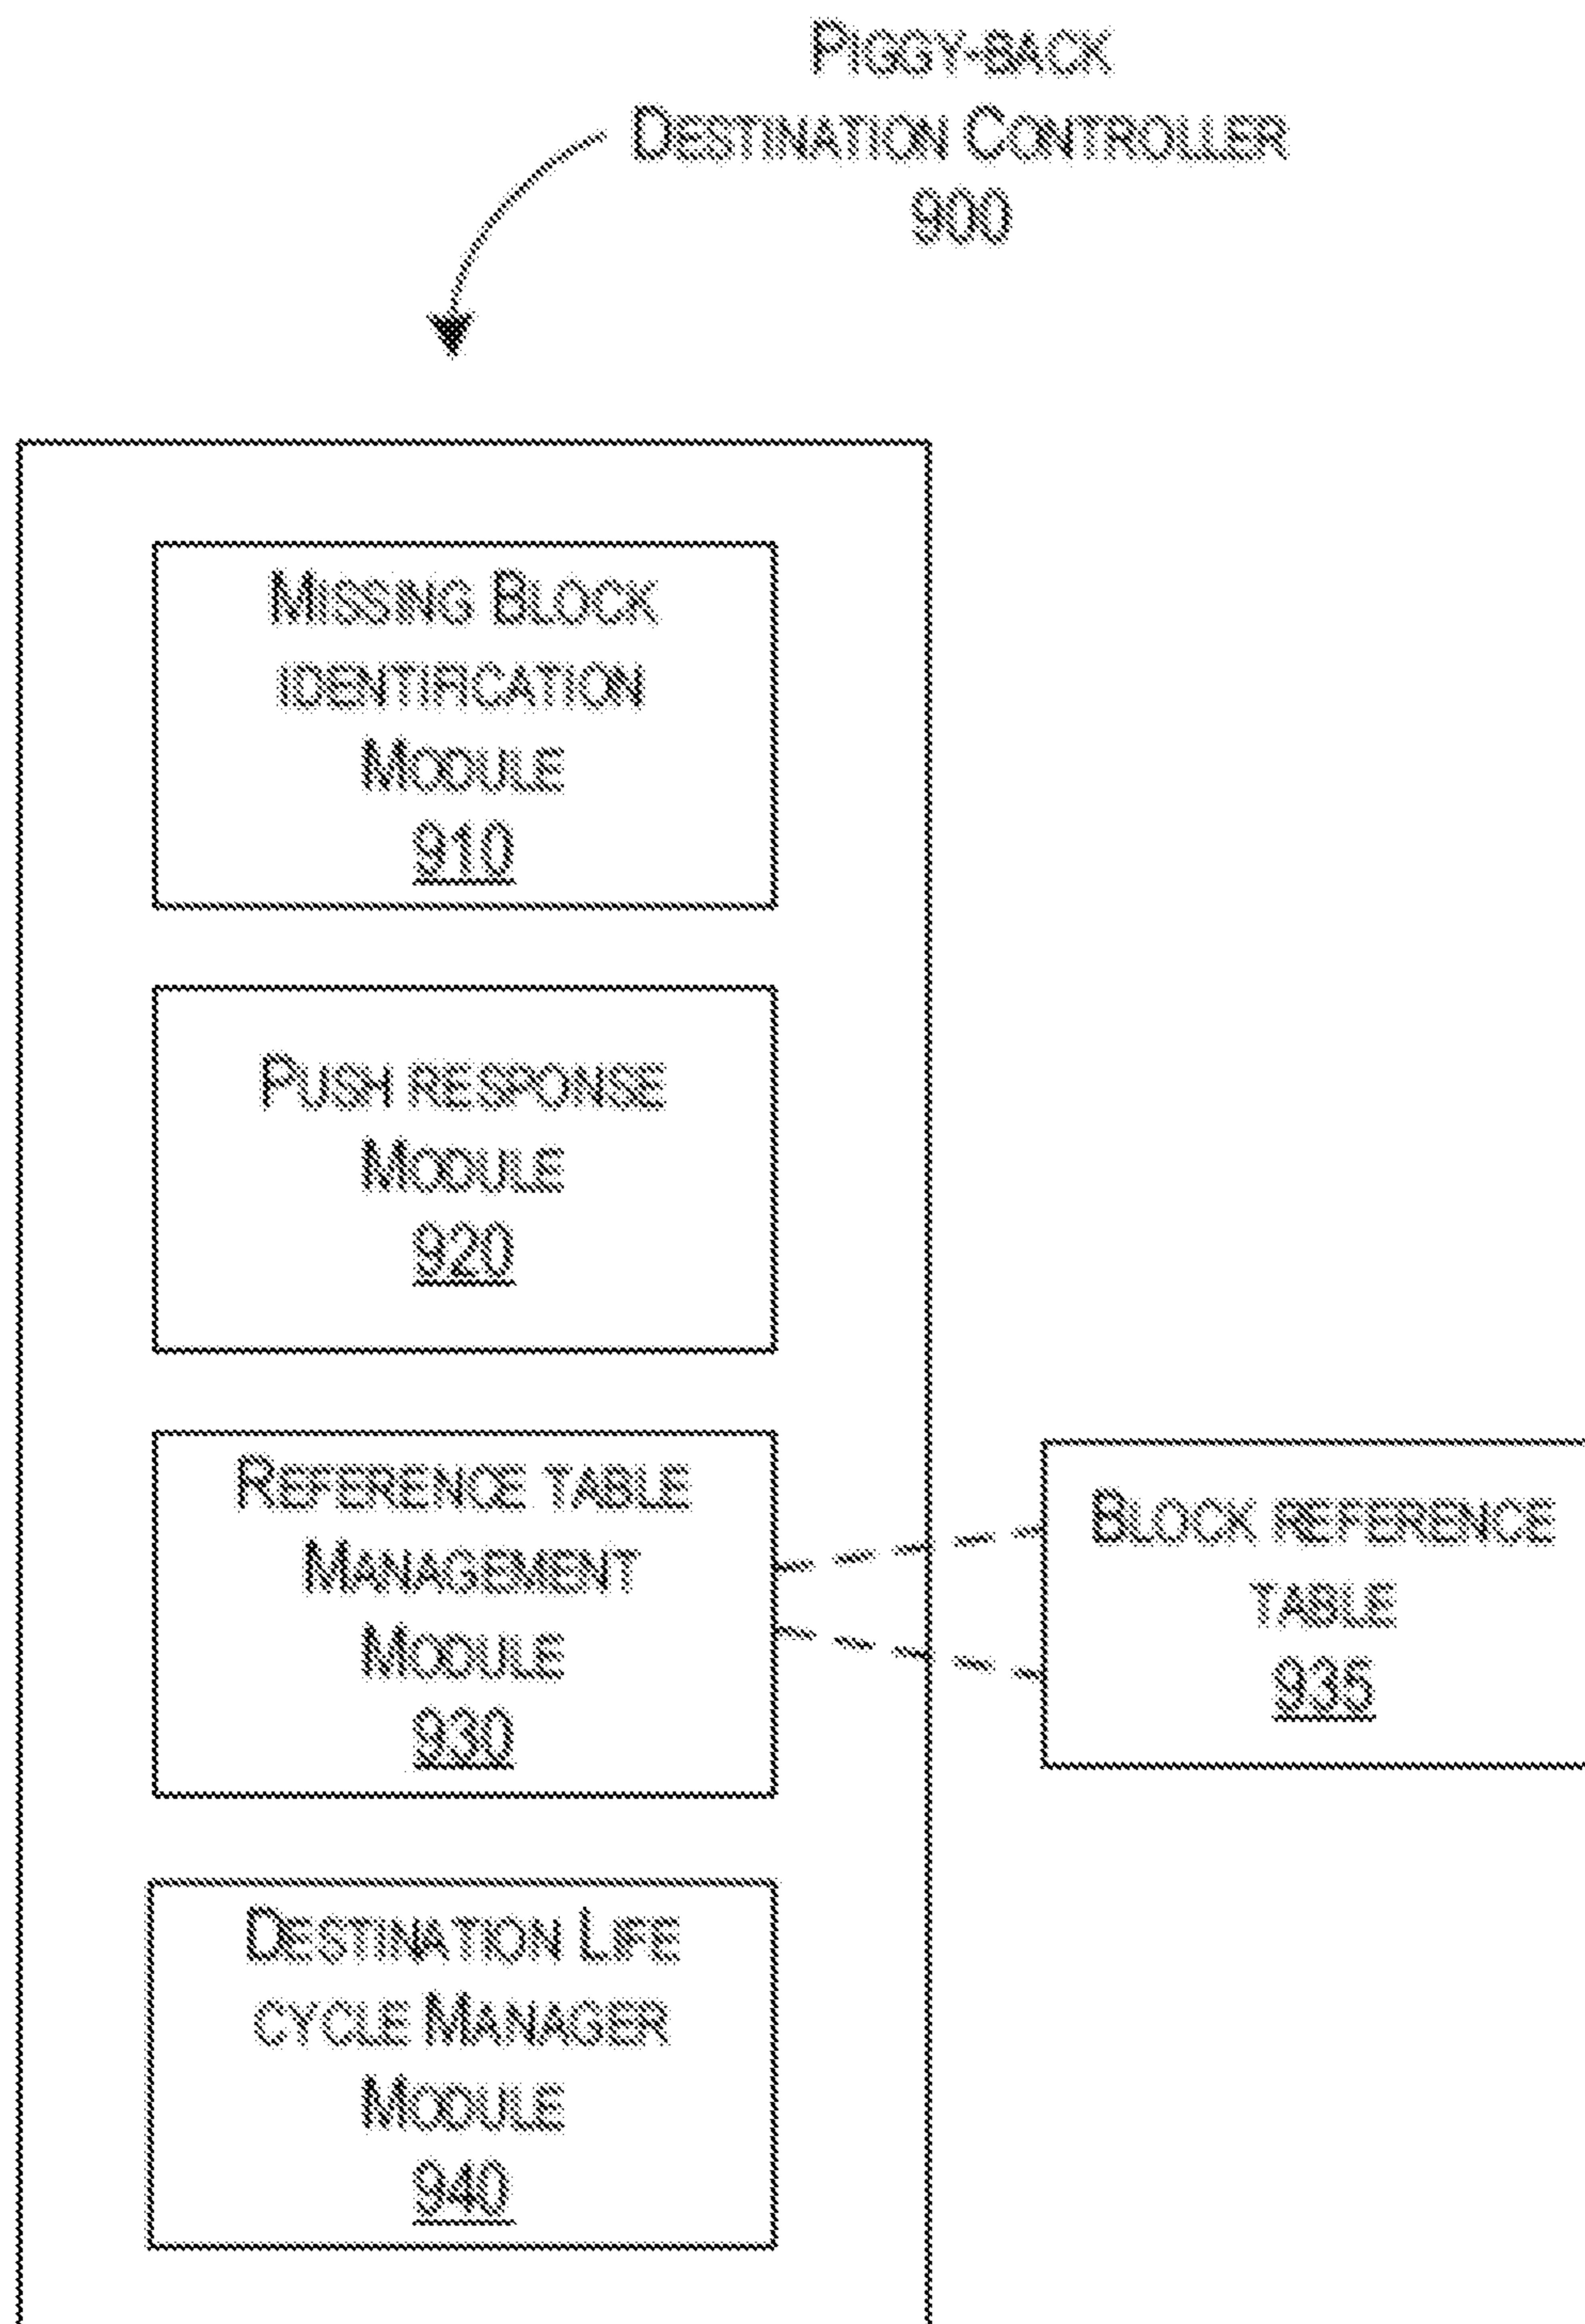 PIGGY-BACK
DESTINATION CONTROLLER
900
MISSING BLOCK
IDENTIFICATION
MODULE
910
PUSH RESPONSE
MODULE
920
REFERENCE TABLE
MANAGEMENT
MODULE
930
BLOCK REFERENCE
TABLE
935
DESTINATION LIFE
CYCLE MANAGER
MODULE
940